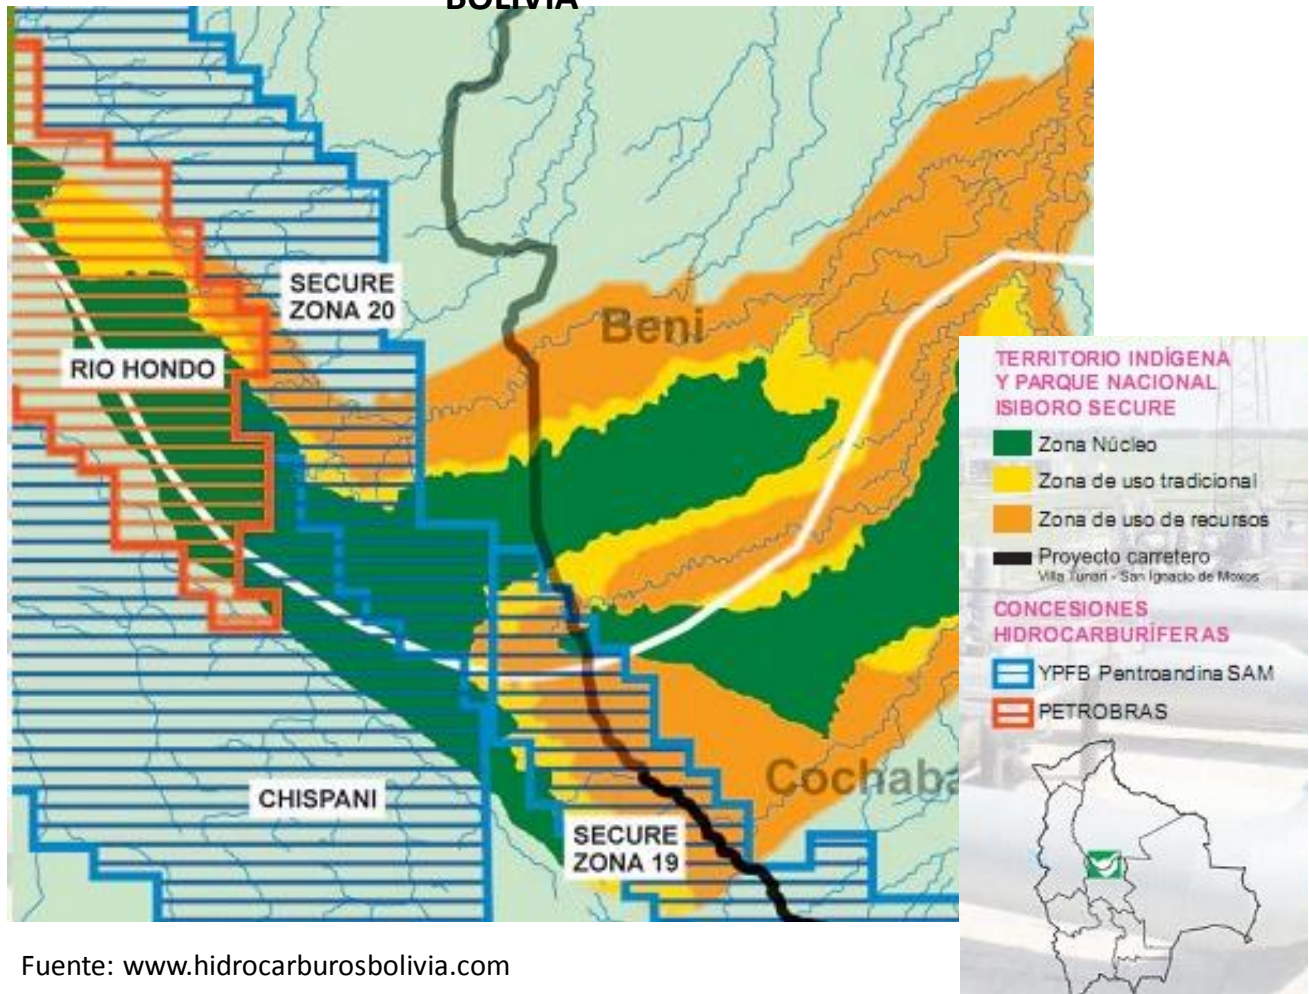 BOLIVIA
SECURE
ZONA 20
Beni
RIO HONDO
CHISPANI
SECURE
ZONA 19
Cochaba
TERRITORIO INDÍGENA
Y PARQUE NACIONAL
ISIBORO SECURE
Zona Núcleo
Zona de uso tradicional
Zona de uso de recursos
Proyecto carretero
Villa Tunari - San Ignacio de Moxos
CONCESIONES
HIDROCARBURÍFERAS
YPFB Pentroandina SAM
PETROBRAS
Fuente: www.hidrocarburosbolivia.com